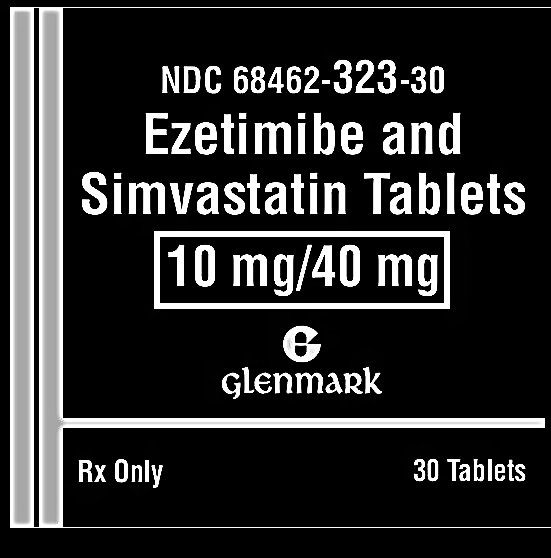 NDC 68462-323-30
Ezetimibe and
Simvastatin Tablets
10 mg/40 mg
Glenmark
Rx Only
30 Tablets